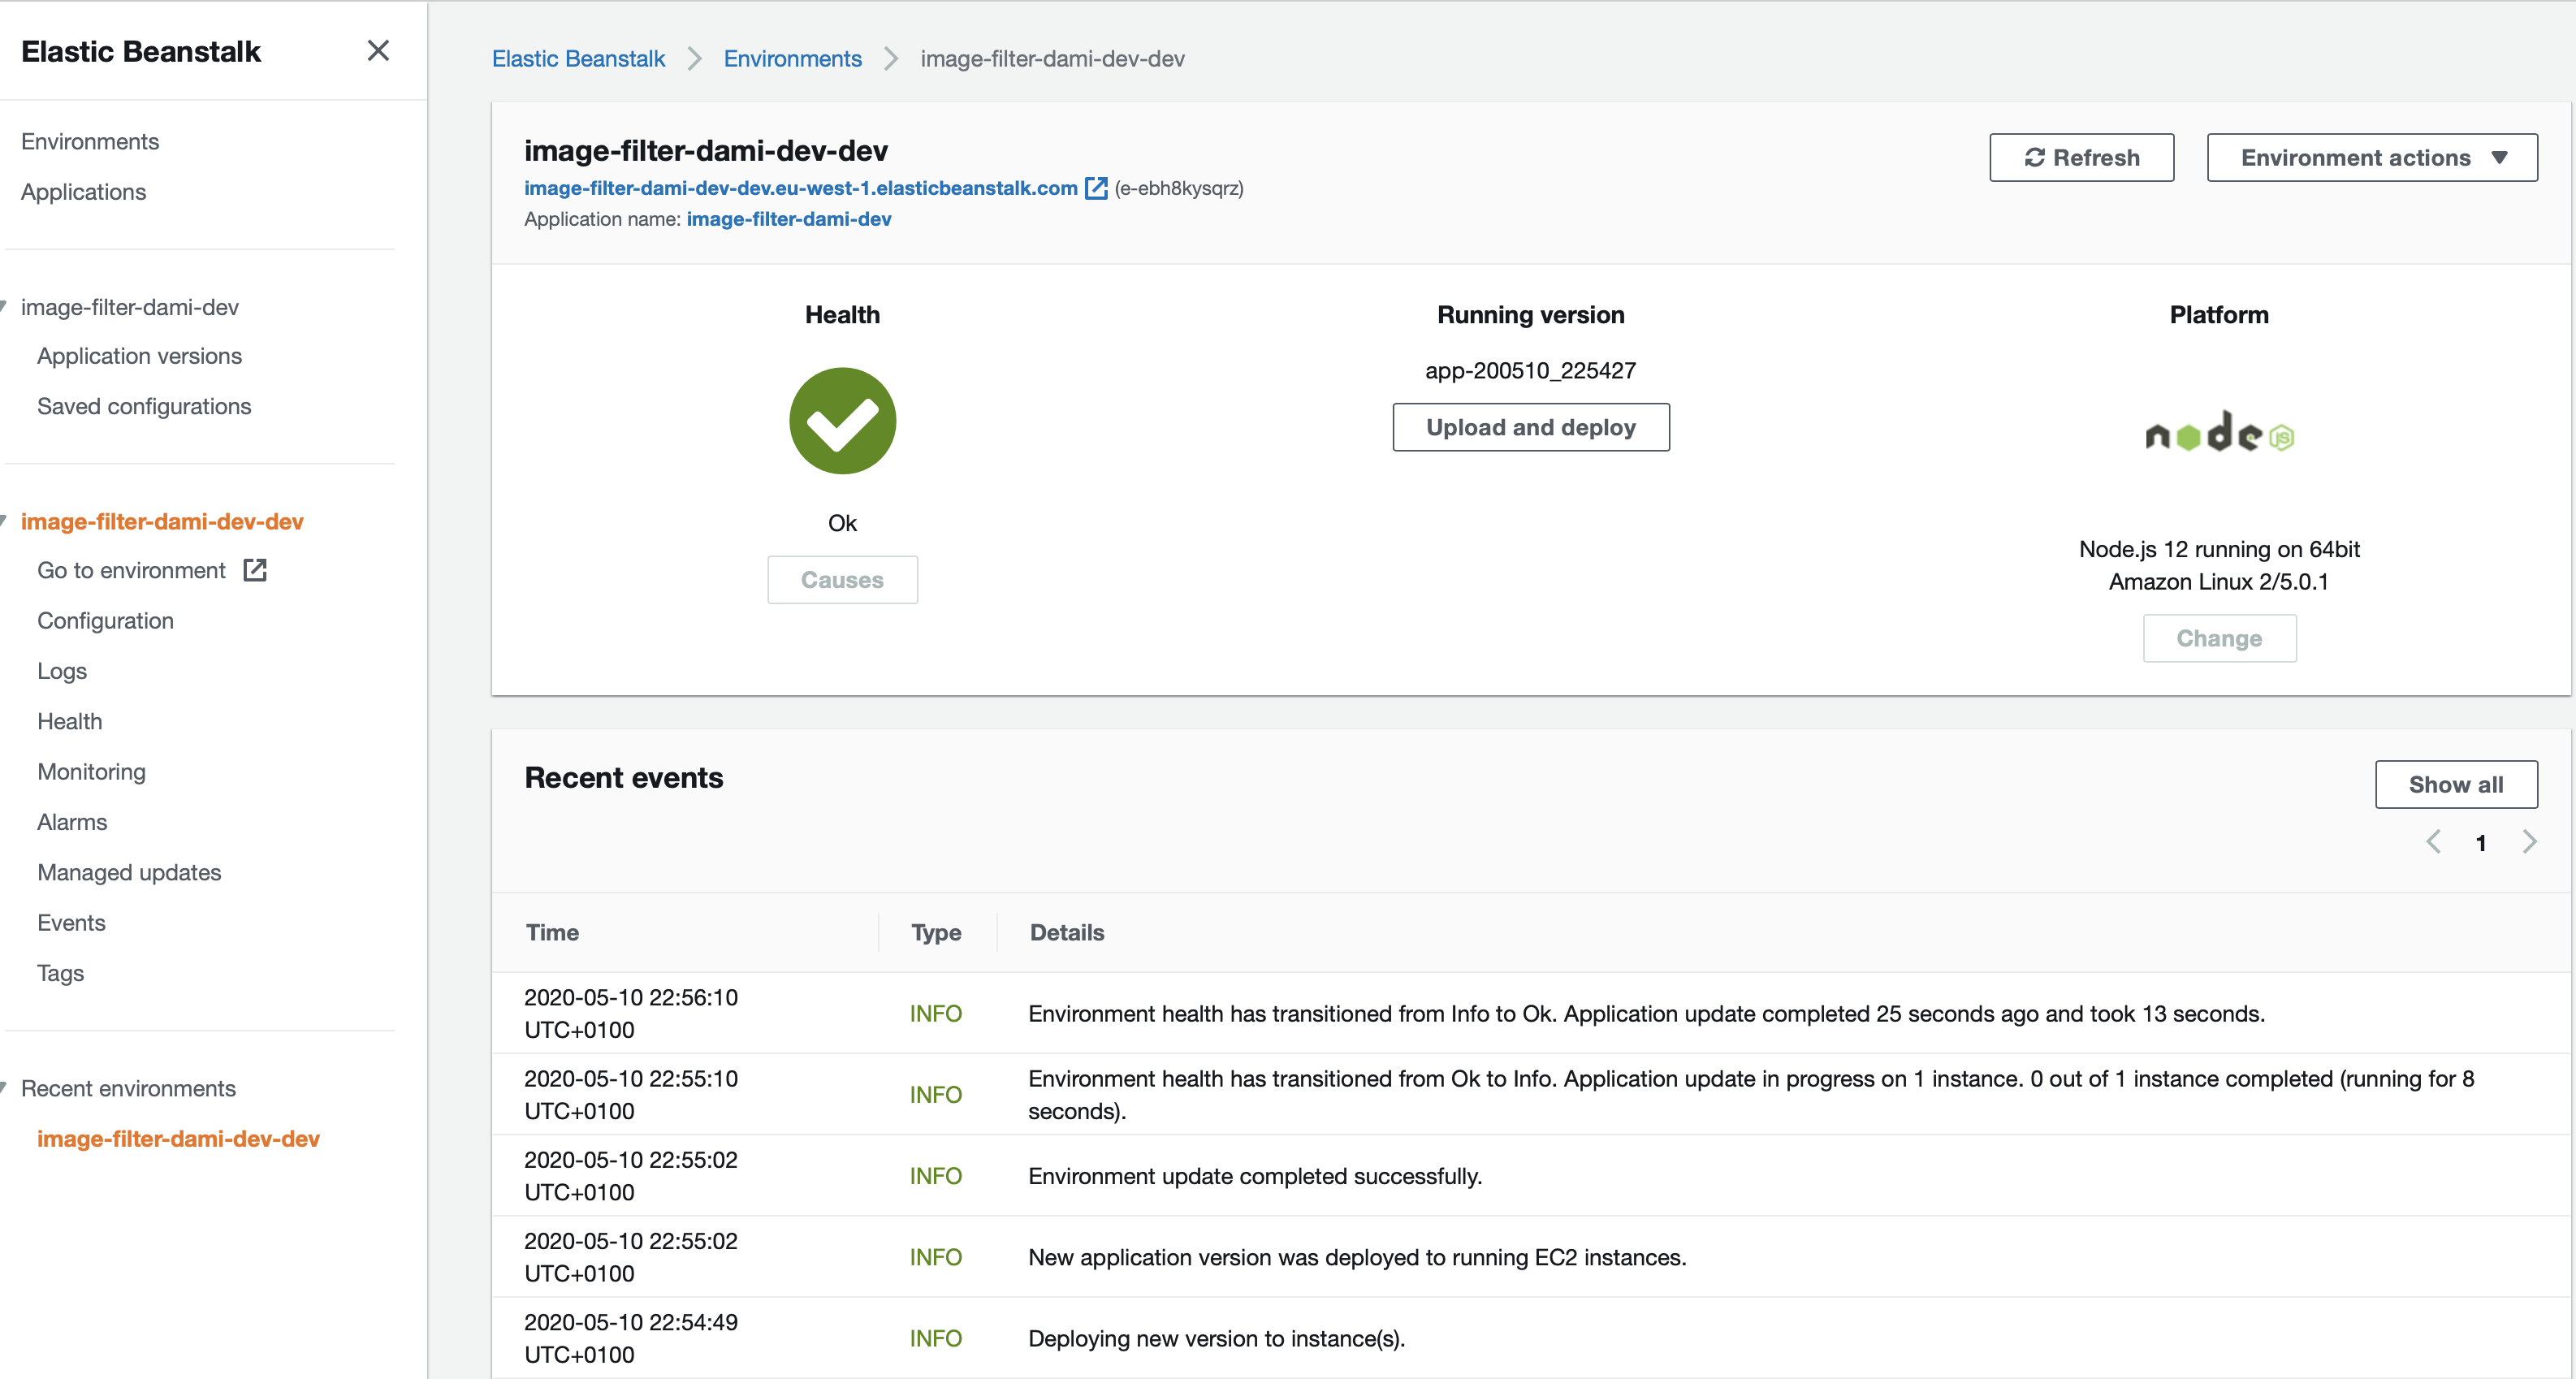 Elastic Beanstalk
Environments
Applications
image-filter-dami-dev
Application versions
Saved configurations
image-filter-dami-dev-dev
Go to environment
Configuration
Logs
Health
Monitoring
Alarms
Managed updates
Events
Tags
Recent environments
image-filter-dami-dev-dev
Elastic Beanstalk > Environments > image-filter-dami-dev-dev
image-filter-dami-dev-dev
image-filter-dami-dev-dev.eu-west-1.elasticbeanstalk.com (e-ebh8kysqrz)
Application name: image-filter-dami-dev
Refresh
Environment actions
Health
Ok
Causes
Running version
app-200510_225427
Upload and deploy
Platform
node JS
Node.js 12 running on 64bit
Amazon Linux 2/5.0.1
Change
Recent events
Show all
1
Time Type Details
2020-05-10 22:56:10
UTC+0100
INFO
Environment health has transitioned from Info to Ok. Application update completed 25 seconds ago and took 13 seconds.
2020-05-10 22:55:10
UTC+0100
INFO
Environment health has transitioned from Ok to Info. Application update in progress on 1 instance. 0 out of 1 instance completed (running for 8
seconds).
2020-05-10 22:55:02
UTC+0100
INFO
Environment update completed successfully.
2020-05-10 22:55:02
UTC+0100
INFO
New application version was deployed to running EC2 instances.
2020-05-10 22:54:49
UTC+0100
INFO
Deploying new version to instance(s).